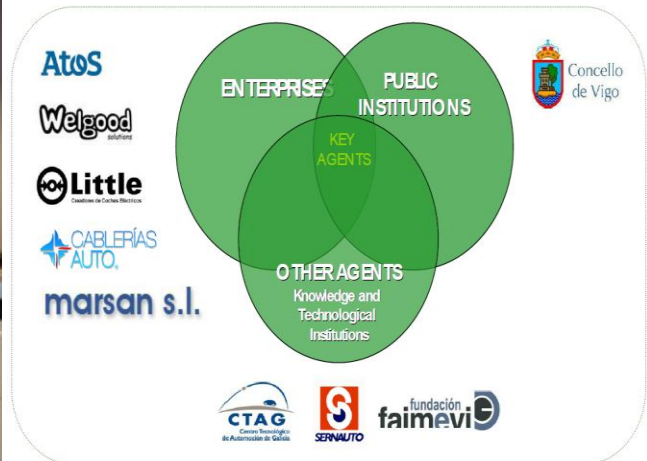 Atos
Welgood
solutions
Little
Creadores de Coches Eléctricos
CABLERÍAS
AUTO.
marsan s.l.
ENTERPRISES
PUBLIC
INSTITUTIONS
KEY
AGENTS
OTHER AGENTS
Knowledge and
Technological
Institutions
Concello
de Vigo
CTAG
Centro Tecnológico
de Automoción de Galicia
SERNAUTO
fundación
faimevi